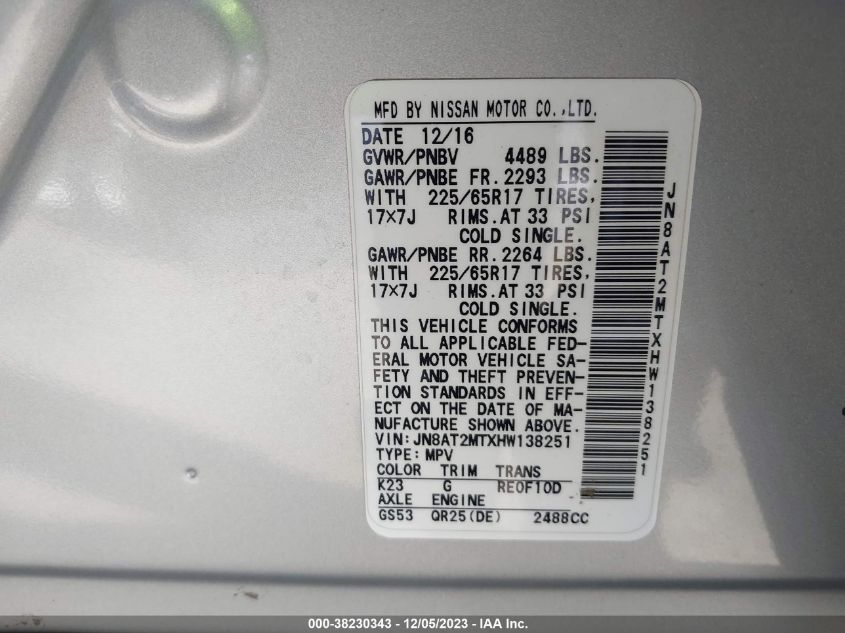 MFD BY NISSAN MOTOR CO.,LTD.
DATE 12/16
GVWR/PNBV 4489 LBS.
GAWR/PNBE FR.2293 LBS.
WITH 225/65R17 TIRES,
17×7J RIMS.AT 33 PSI
COLD SINGLE.
GAWR/PNBE RR.2264 LBS.
WITH 225/65R17 TIRES,
17×7J RIMS.AT 33 PSI
COLD SINGLE.
THIS VEHICLE CONFORMS
TO ALL APPLICABLE FED-
ERAL MOTOR VEHICLE SA-
FETY AND THEFT PREVEN-
TION STANDARDS IN EFF-
ECT ON THE DATE OF MA-
NUFACTURE SHOWN ABOVE.
VIN:JN8AT2MTXHW138251
TYPE:MPV
COLOR TRIM TRANS
K23 G RE0F10D
AXLE ENGINE
GS53 QR25(DE) 2488CC
JN8AT2MTXHW138251
000-38230343 - 12/05/2023 - IAA Inc.